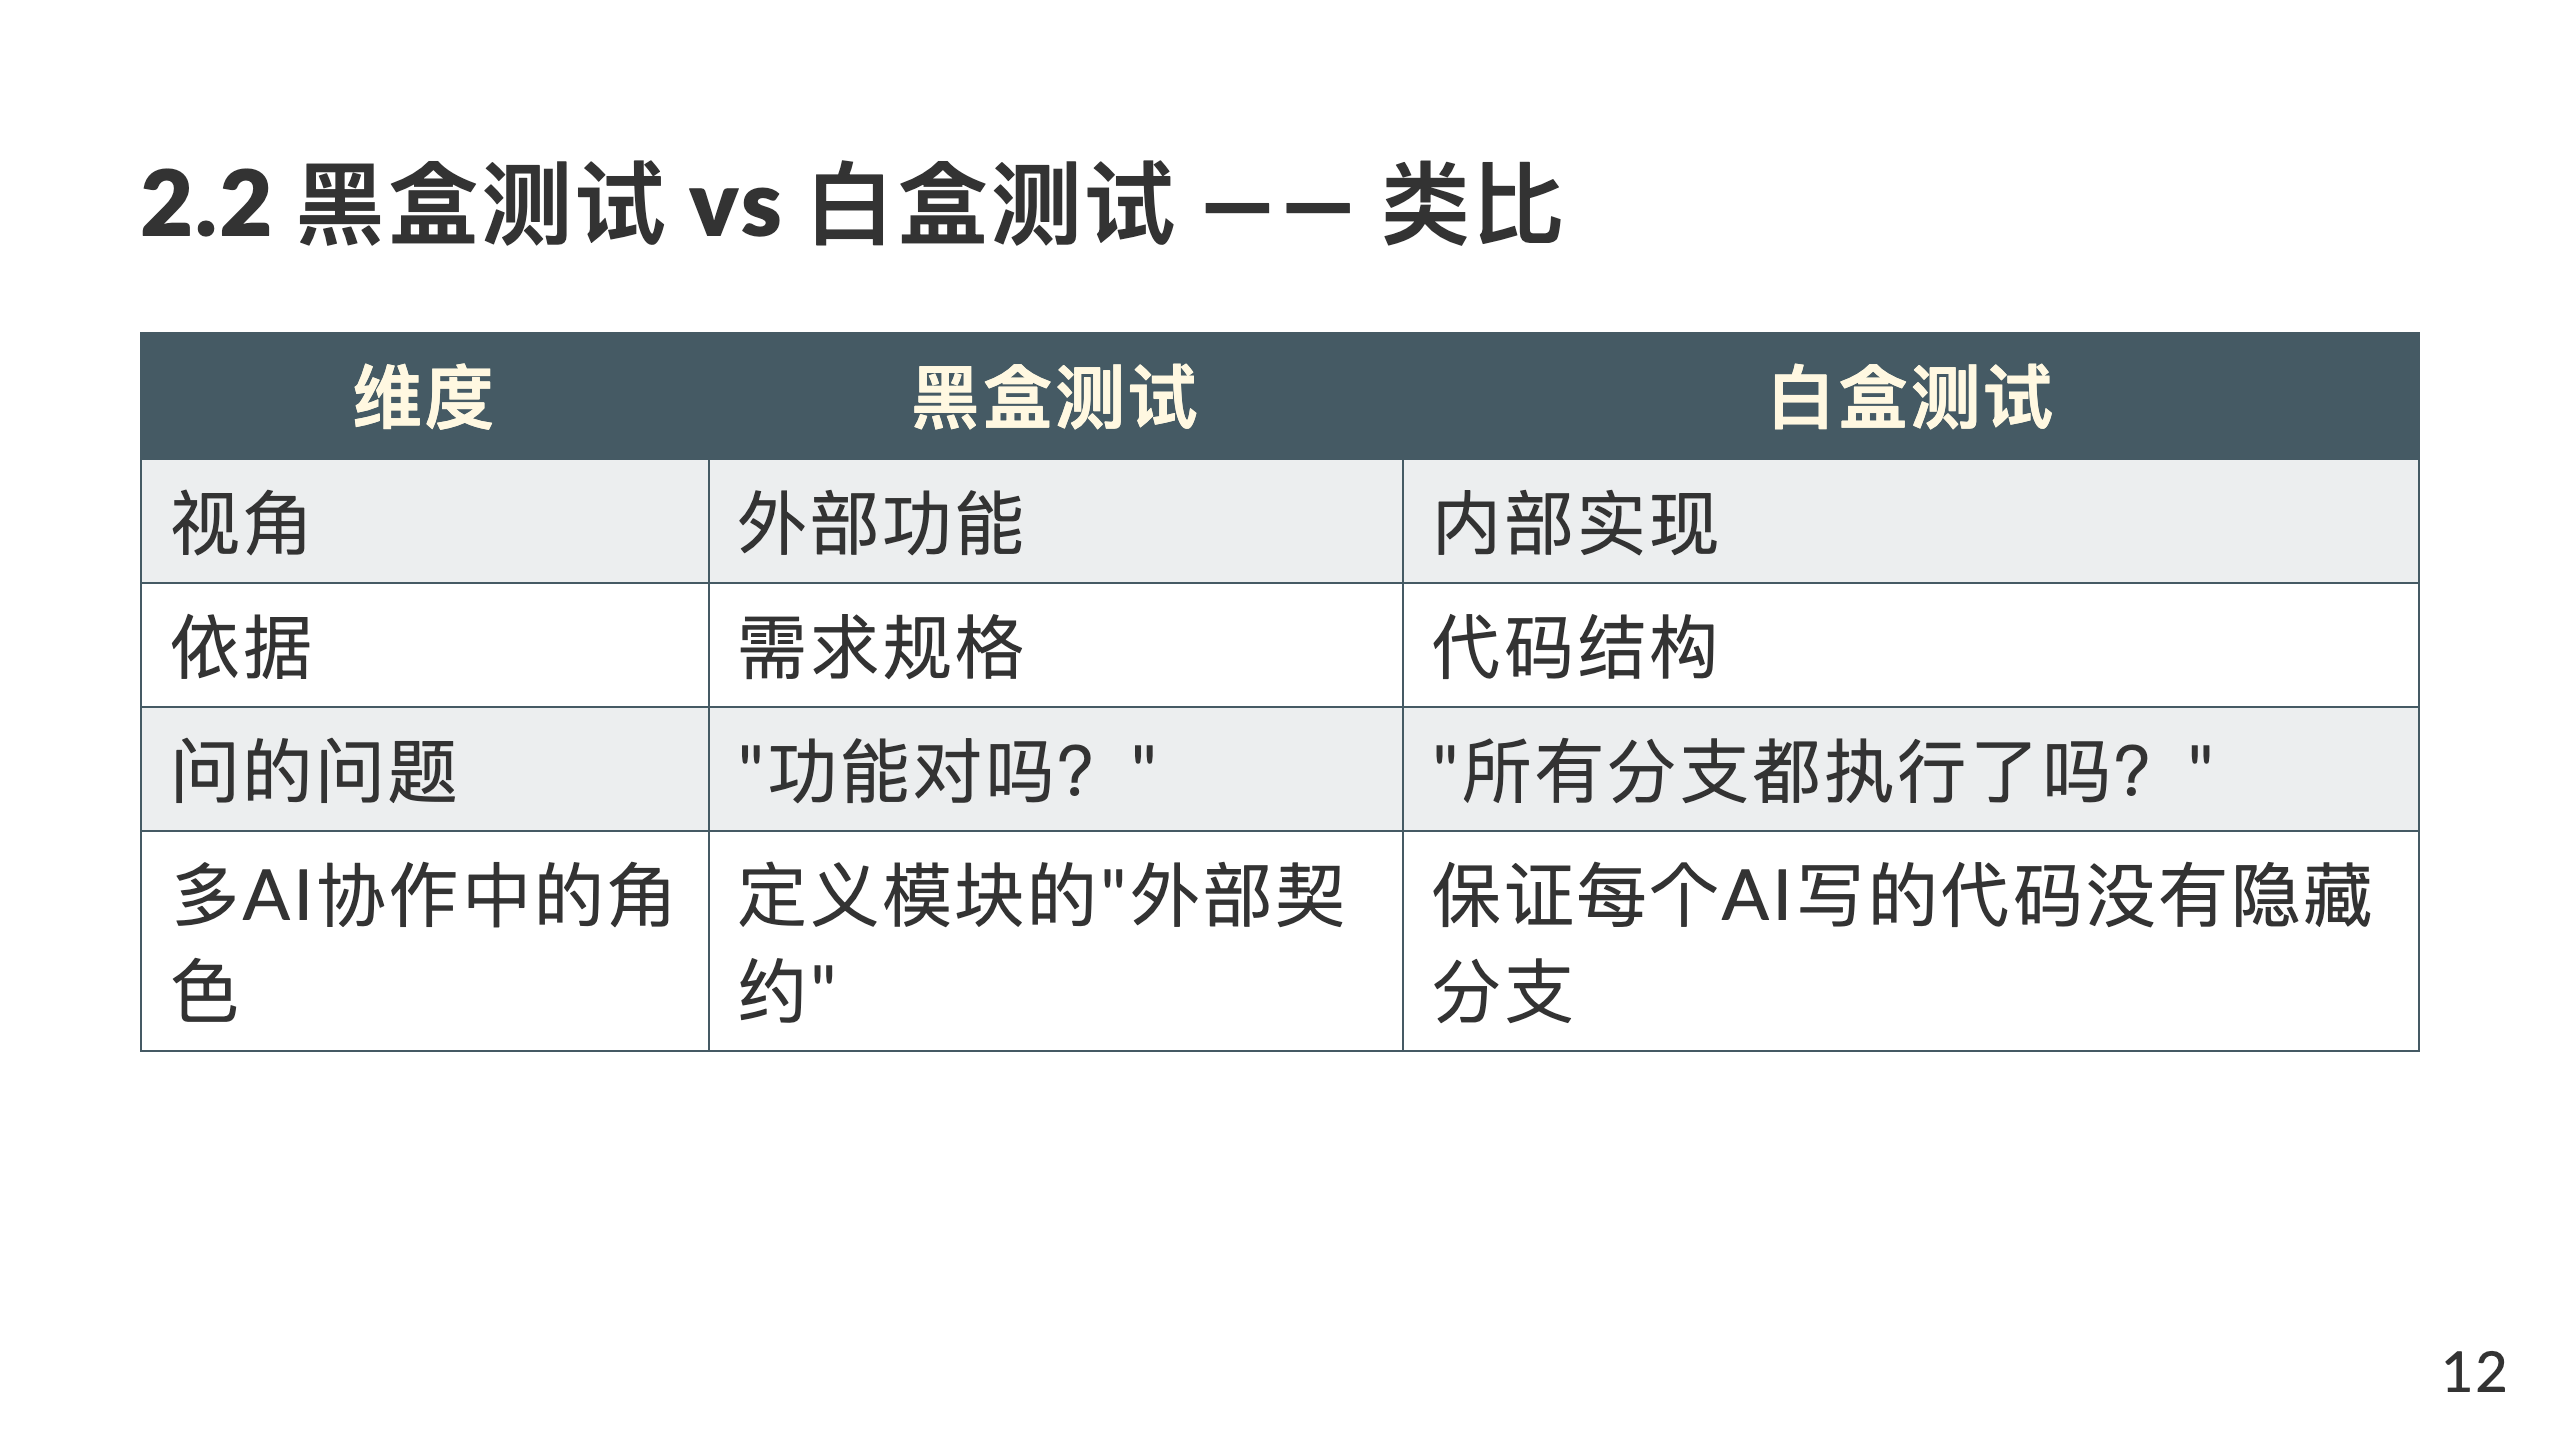 2.2 黑盒测试 vs 白盒测试 —— 类比
维度 黑盒测试 白盒测试
视角 外部功能 内部实现
依据 需求规格 代码结构
问的问题 "功能对吗？" "所有分支都执行了吗？"
多AI协作中的角 定义模块的"外部契 保证每个AI写的代码没有隐藏
色 约" 分支
12